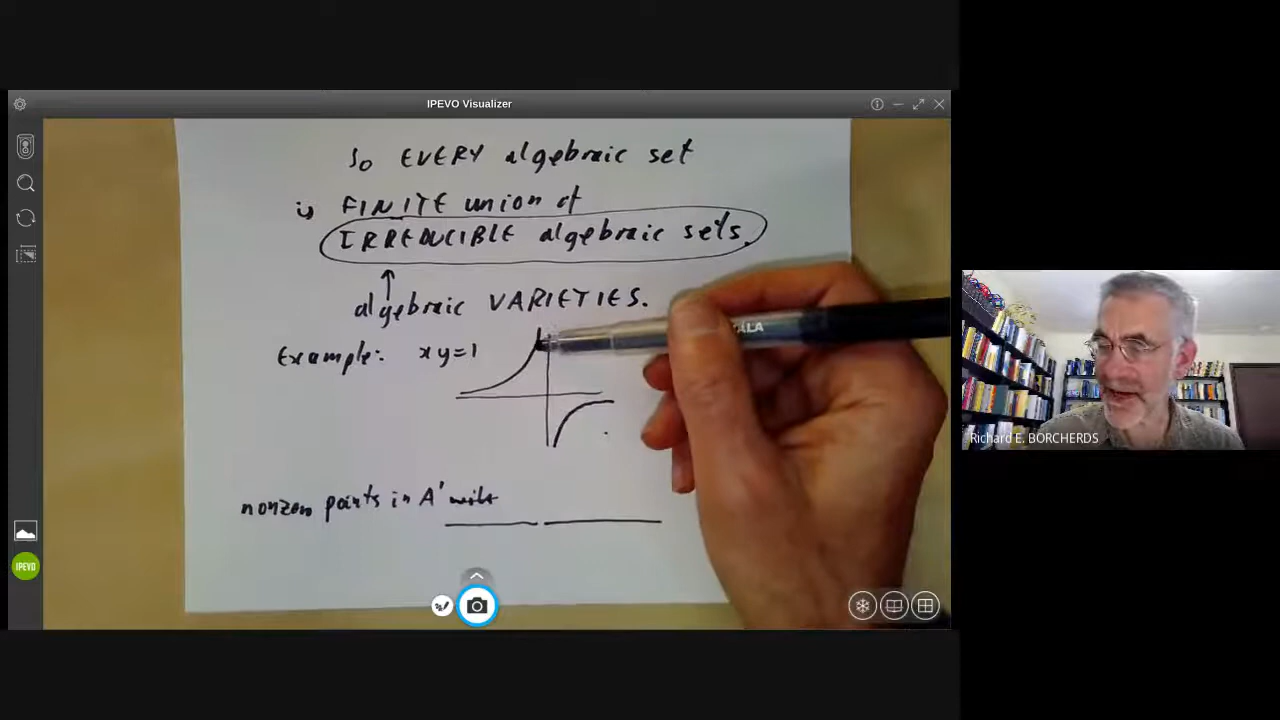 IPEVO Visualizer
So EVERY algebraic set
is FINITE union of
IRREDUCIBLE algebraic sets.
algebraic VARIETIES.
Example: xy=1
nonzero points in A¹
IPEVO
Richard E. BORCHERDS